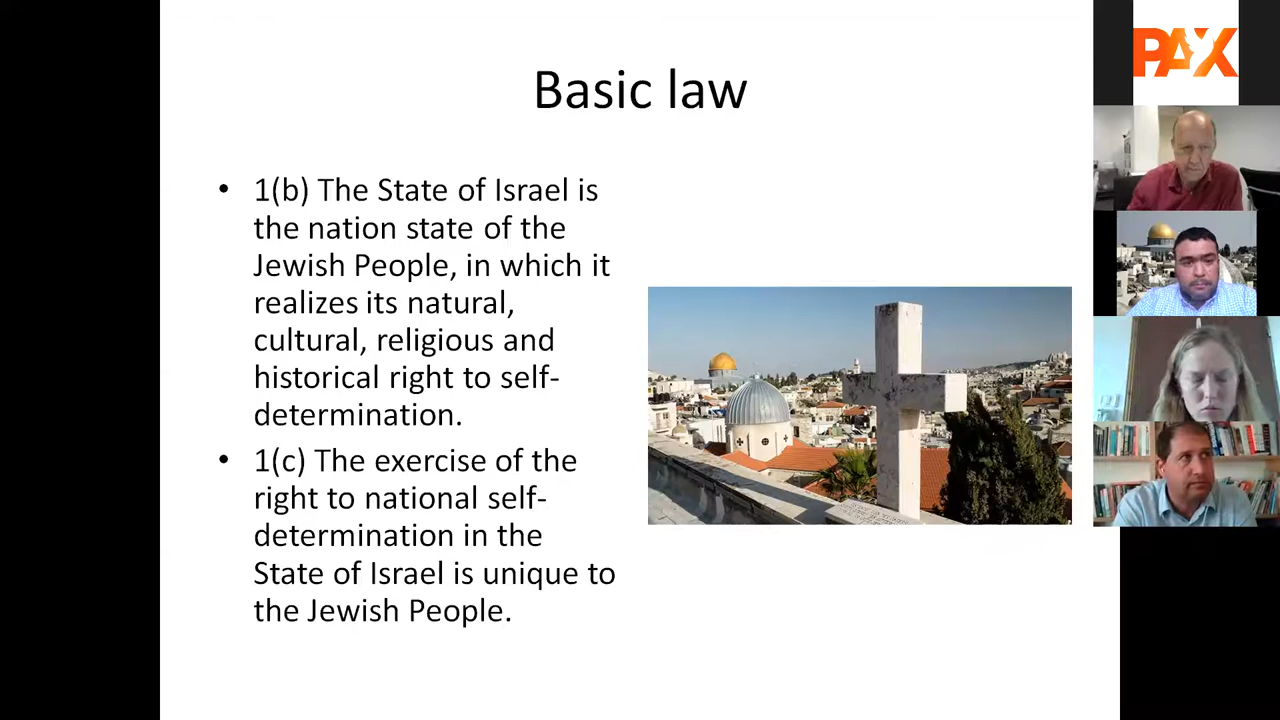 Basic law
• 1(b) The State of Israel is
the nation state of the
Jewish People, in which it
realizes its natural,
cultural, religious and
historical right to self-
determination.
• 1(c) The exercise of the
right to national self-
determination in the
State of Israel is unique to
the Jewish People.
PAX